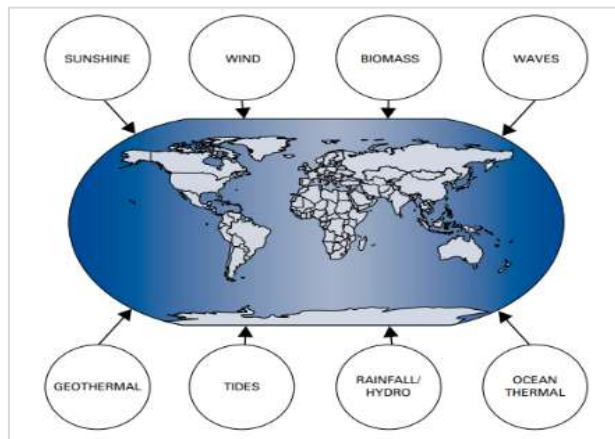 SUNSHINE
WIND
BIOMASS
WAVES
GEOTHERMAL
TIDES
RAINFALL/
HYDRO
OCEAN
THERMAL